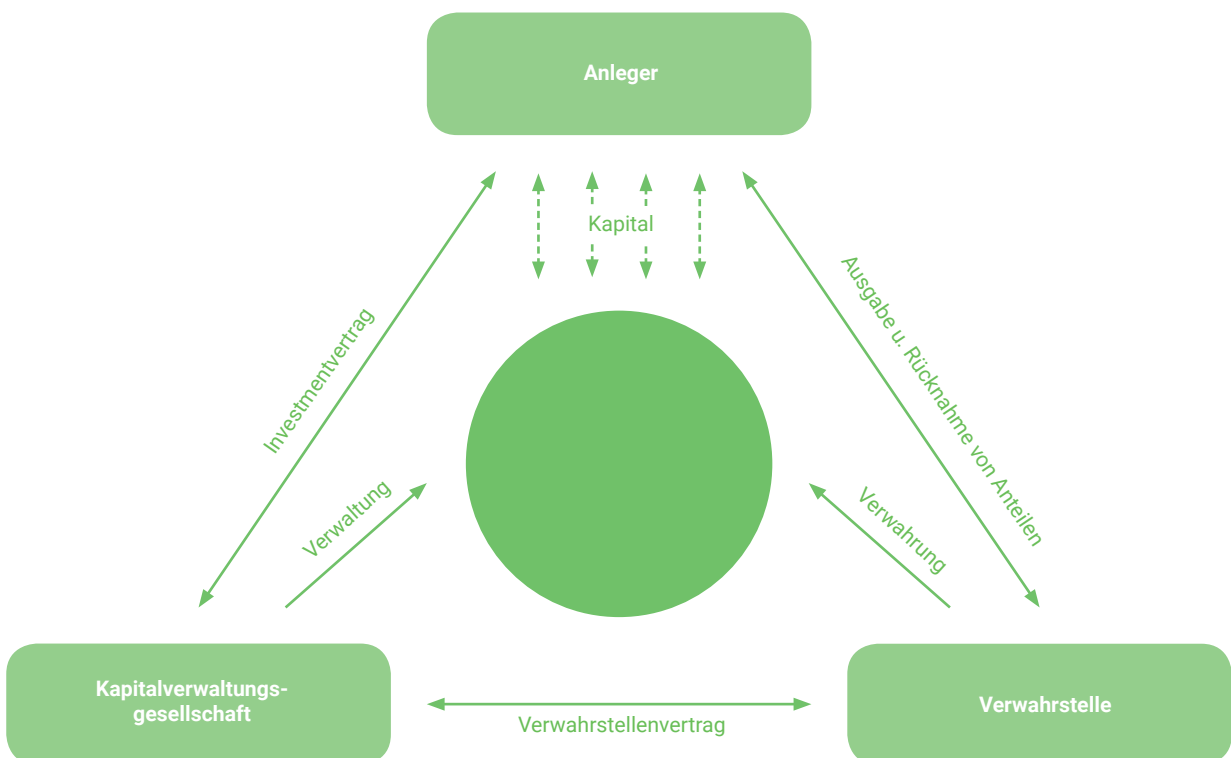 Anleger
Kapital
Investmentvertrag
Ausgabe u. Rücknahme von Anteilen
Verwaltung
Verwahrung
Kapitalverwaltungs-
gesellschaft
Verwahrstellenvertrag
Verwahrstelle